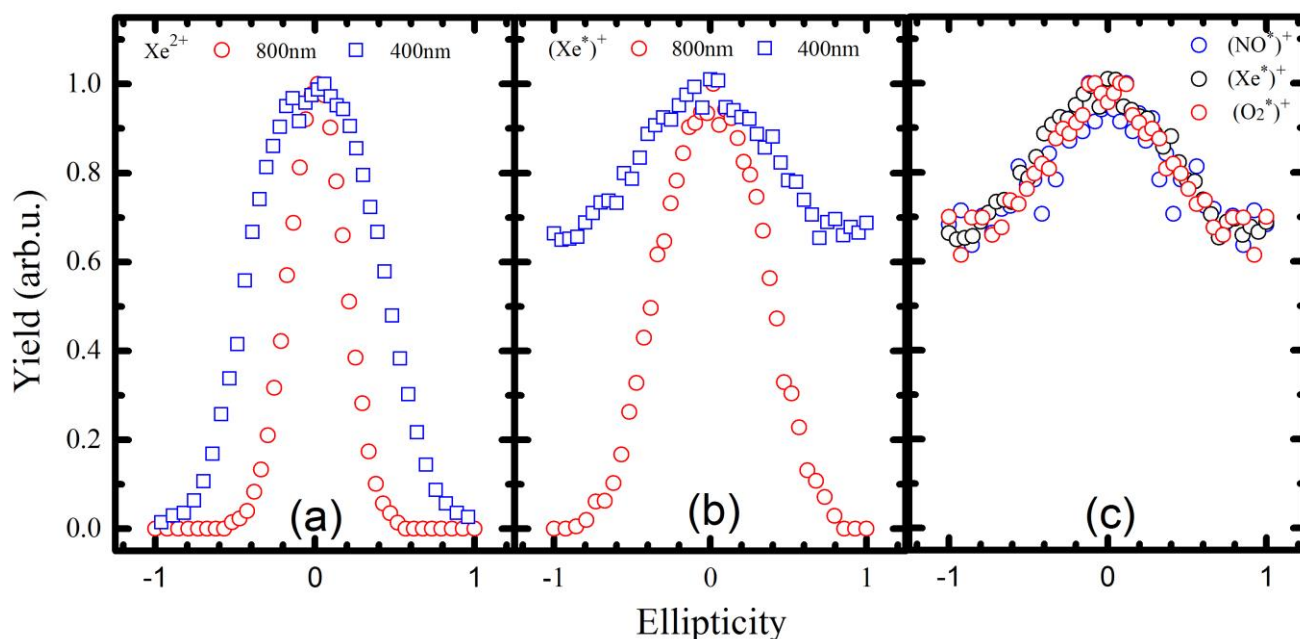 Xe²⁺ 800nm 400nm
(Xe*)⁺ 800nm 400nm
(NO*)⁺
(Xe*)⁺
(O₂*)⁺
Yield (arb.u.)
1.0
0.8
0.6
0.4
0.2
0.0
(a)
(b)
(c)
-1 0 1
-1 0 1
-1 0 1
Ellipticity